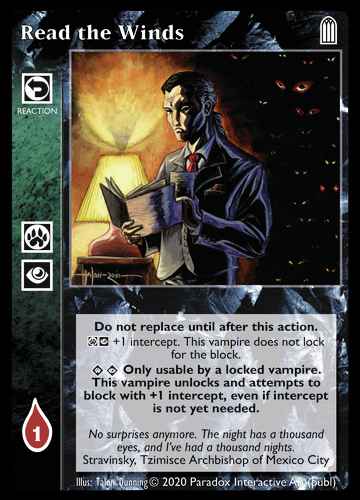 Read the Winds
REACTION
Do not replace until after this action.
+1 intercept. This vampire does not lock
for the block.
Only usable by a locked vampire.
This vampire unlocks and attempts to
block with +1 intercept, even if intercept
is not yet needed.
No surprises anymore. The night has a thousand
eyes, and I've had a thousand nights.
Stravinsky, Tzimisce Archbishop of Mexico City
1
Illus: Talon Dunning © 2020 Paradox Interactive AB (publ)